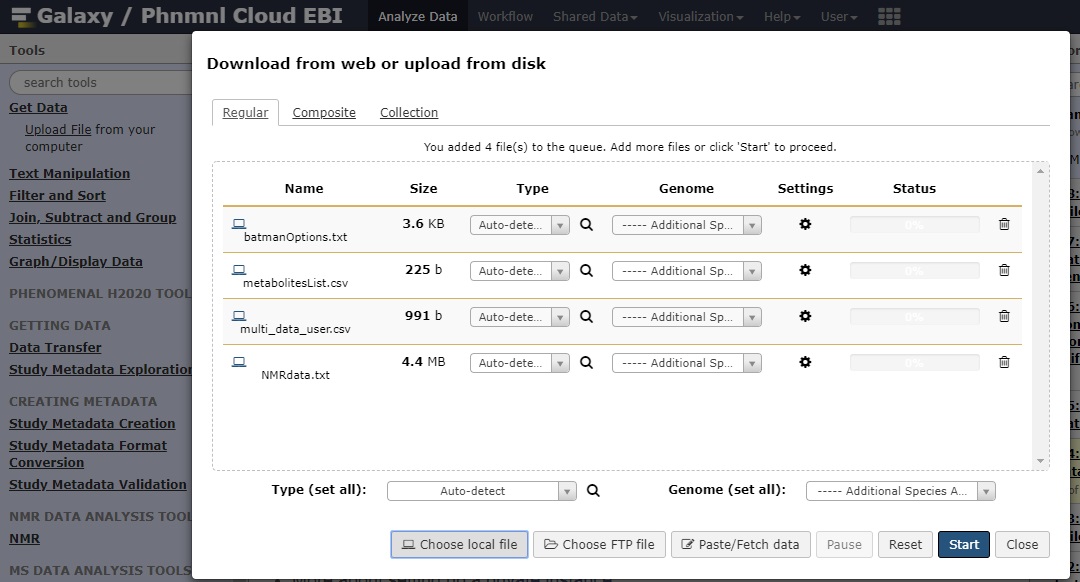 Galaxy / Phnmnl Cloud EBI
Analyze Data Workflow Shared Data Visualization Help User
Tools
search tools
Get Data
Upload File from your
computer
Text Manipulation
Filter and Sort
Join, Subtract and Group
Statistics
Graph/Display Data
PHENOMENAL H2020 TOOL
GETTING DATA
Data Transfer
Study Metadata Exploration
CREATING METADATA
Study Metadata Creation
Study Metadata Format
Conversion
Study Metadata Validation
NMR DATA ANALYSIS TOOL
NMR
MS DATA ANALYSIS TOOLS
Download from web or upload from disk
Regular Composite Collection
You added 4 file(s) to the queue. Add more files or click 'Start' to proceed.
Name Size Type Genome Settings Status
batmanOptions.txt 3.6 KB Auto-dete... ----- Additional Sp... 0%
metabolitesList.csv 225 b Auto-dete... ----- Additional Sp... 0%
multi_data_user.csv 991 b Auto-dete... ----- Additional Sp... 0%
NMRdata.txt 4.4 MB Auto-dete... ----- Additional Sp... 0%
Type (set all): Auto-detect Genome (set all): ----- Additional Species A...
Choose local file Choose FTP file Paste/Fetch data Pause Reset Start Close